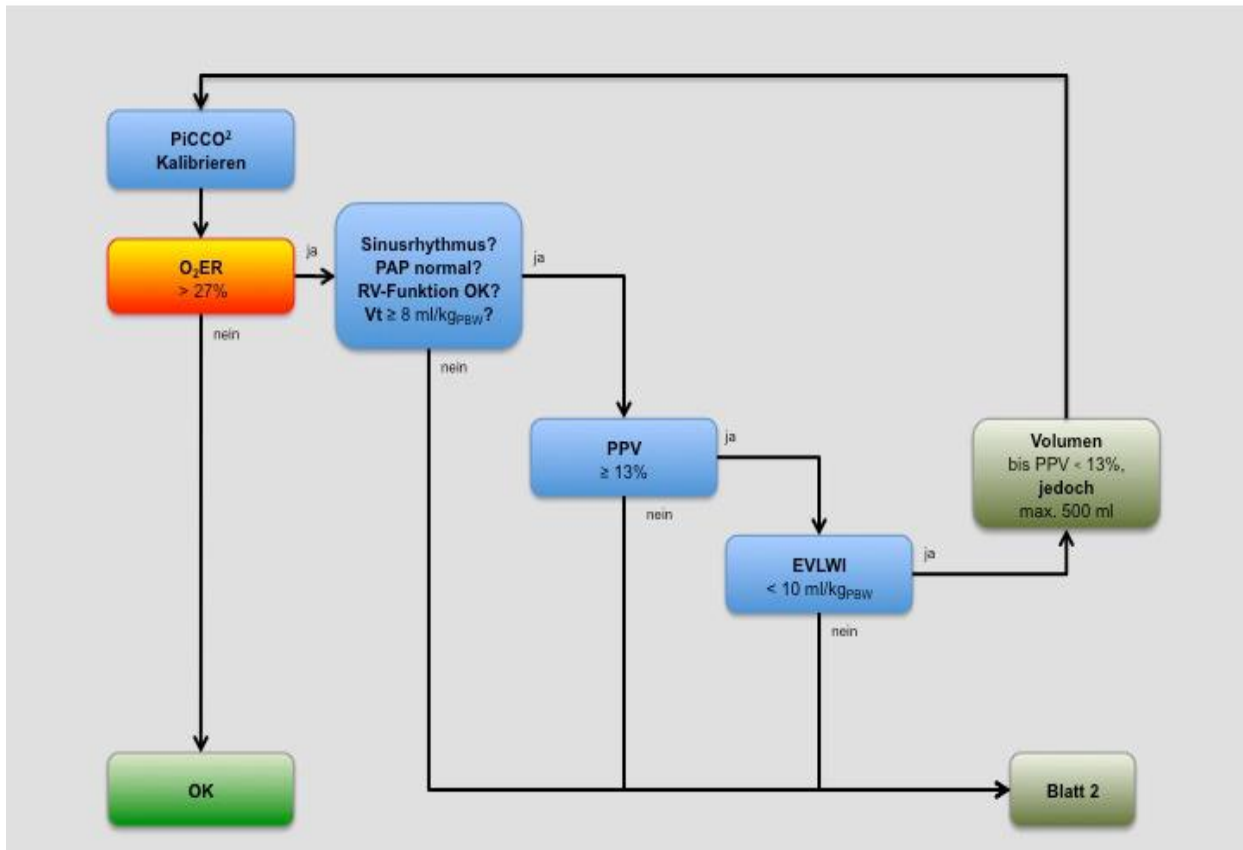 PiCCO²
Kalibrieren
O₂ER
> 27%
ja
nein
Sinusrhythmus?
PAP normal?
RV-Funktion OK?
Vt ≥ 8 ml/kgPBW?
ja
nein
PPV
≥ 13%
ja
nein
EVLWI
< 10 ml/kgPBW
ja
nein
Volumen
bis PPV < 13%,
jedoch
max. 500 ml
OK
Blatt 2